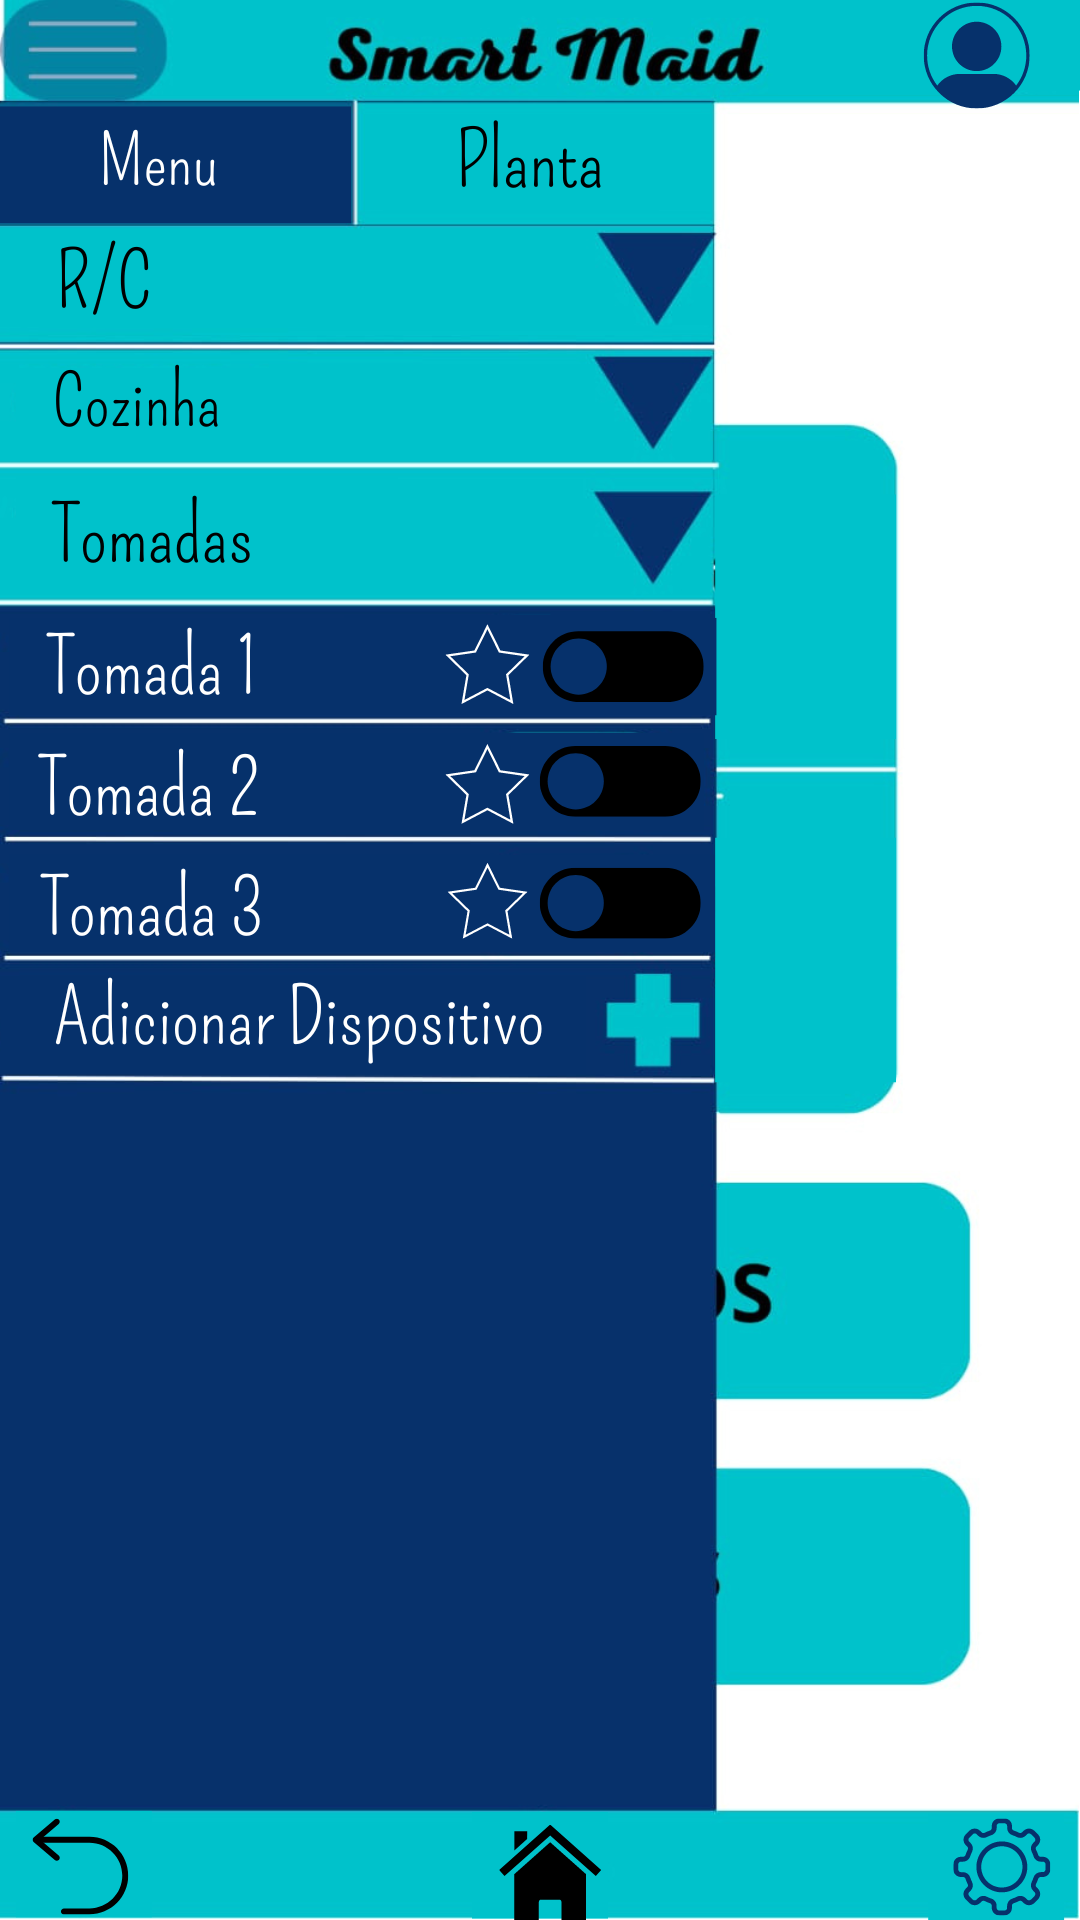 Smart Maid
Menu
Planta
R/C
Cozinha
Tomadas
Tomada 1
Tomada 2
Tomada 3
Adicionar Dispositivo